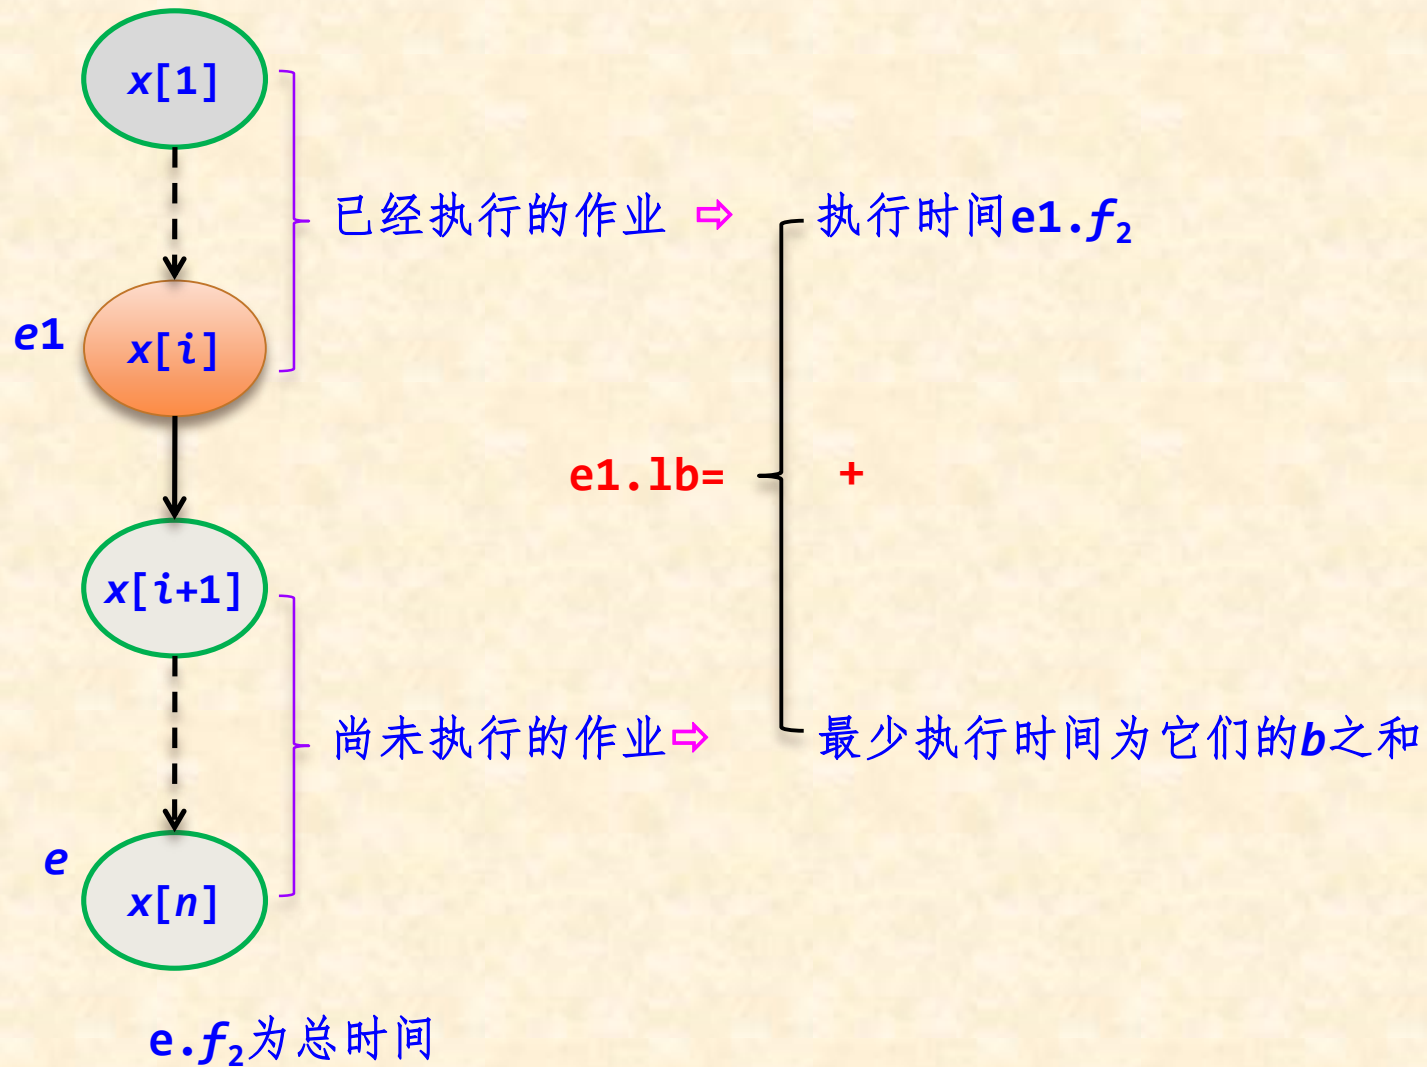 x[1]
已经执行的作业 ⇨ 执行时间e1.f₂
e1
x[i]
e1.lb= +
x[i+1]
尚未执行的作业⇨ 最少执行时间为它们的b之和
e
x[n]
e.f₂为总时间